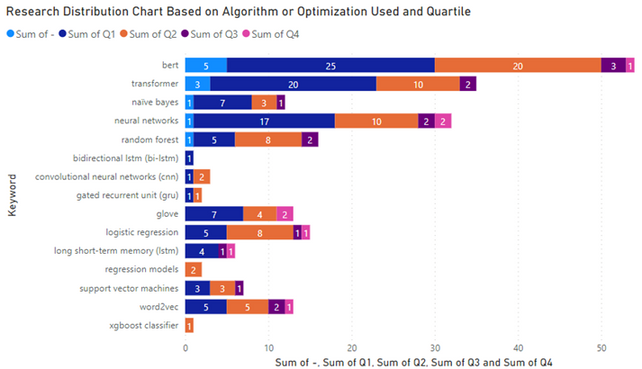 Research Distribution Chart Based on Algorithm or Optimization Used and Quartile
Sum of - Sum of Q1 Sum of Q2 Sum of Q3 Sum of Q4
Keyword
bert 5 25 20 3 1
transformer 3 20 10 2
naïve bayes 1 7 3 1
neural networks 1 17 10 2 2
random forest 1 5 8 2
bidirectional lstm (bi-lstm) 1
convolutional neural networks (cnn) 1 2
gated recurrent unit (gru) 1 1
glove 7 4 2
logistic regression 5 8 1 1
long short-term memory (lstm) 4 1 1
regression models 2
support vector machines 3 3 1
word2vec 5 5 2 1
xgboost classifier 1
0 10 20 30 40 50
Sum of -, Sum of Q1, Sum of Q2, Sum of Q3 and Sum of Q4